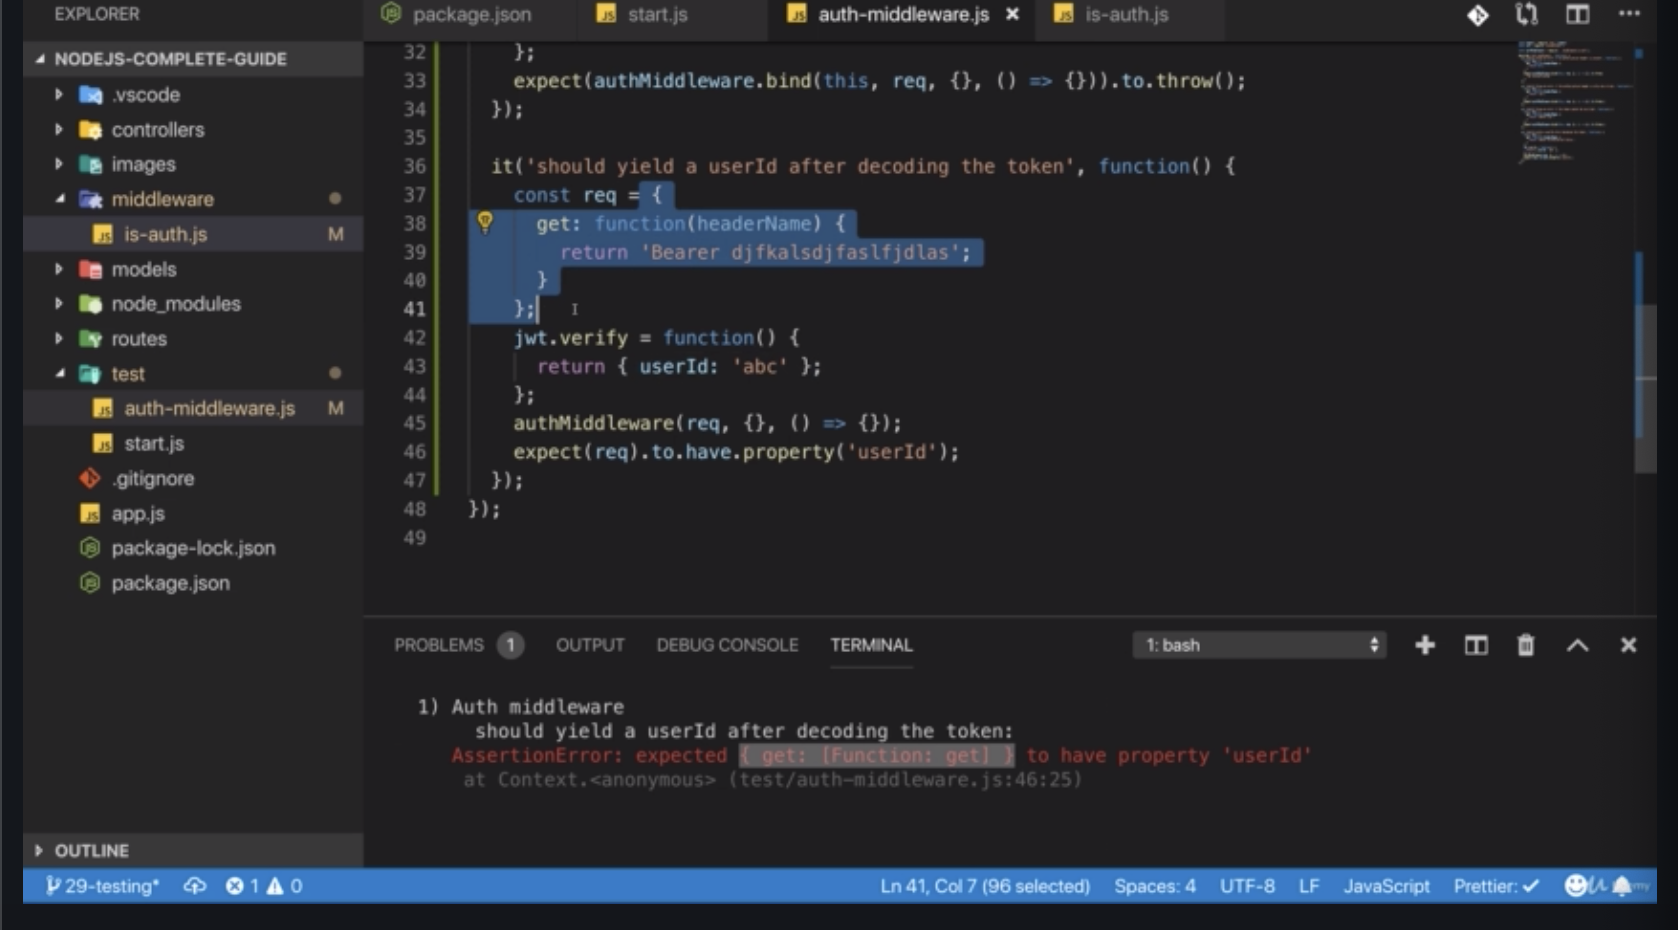 EXPLORER
NODEJS-COMPLETE-GUIDE
.vscode
controllers
images
middleware
is-auth.js M
models
node_modules
routes
test
auth-middleware.js M
start.js
.gitignore
app.js
package-lock.json
package.json
OUTLINE
package.json start.js auth-middleware.js × is-auth.js ...
32 };
33 expect(authMiddleware.bind(this, req, {}, () => {})).to.throw();
34 });
35
36 it('should yield a userId after decoding the token', function() {
37 const req = {
38 get: function(headerName) {
39 return 'Bearer djfkalsdjfaslfjdlas';
40 }
41 };
42 jwt.verify = function() {
43 return { userId: 'abc' };
44 };
45 authMiddleware(req, {}, () => {});
46 expect(req).to.have.property('userId');
47 });
48 });
49
PROBLEMS 1 OUTPUT DEBUG CONSOLE TERMINAL 1: bash
1) Auth middleware
should yield a userId after decoding the token:
AssertionError: expected { get: [Function: get] } to have property 'userId'
at Context.<anonymous> (test/auth-middleware.js:46:25)
29-testing* 1 0 Ln 41, Col 7 (96 selected) Spaces: 4 UTF-8 LF JavaScript Prettier: ✓